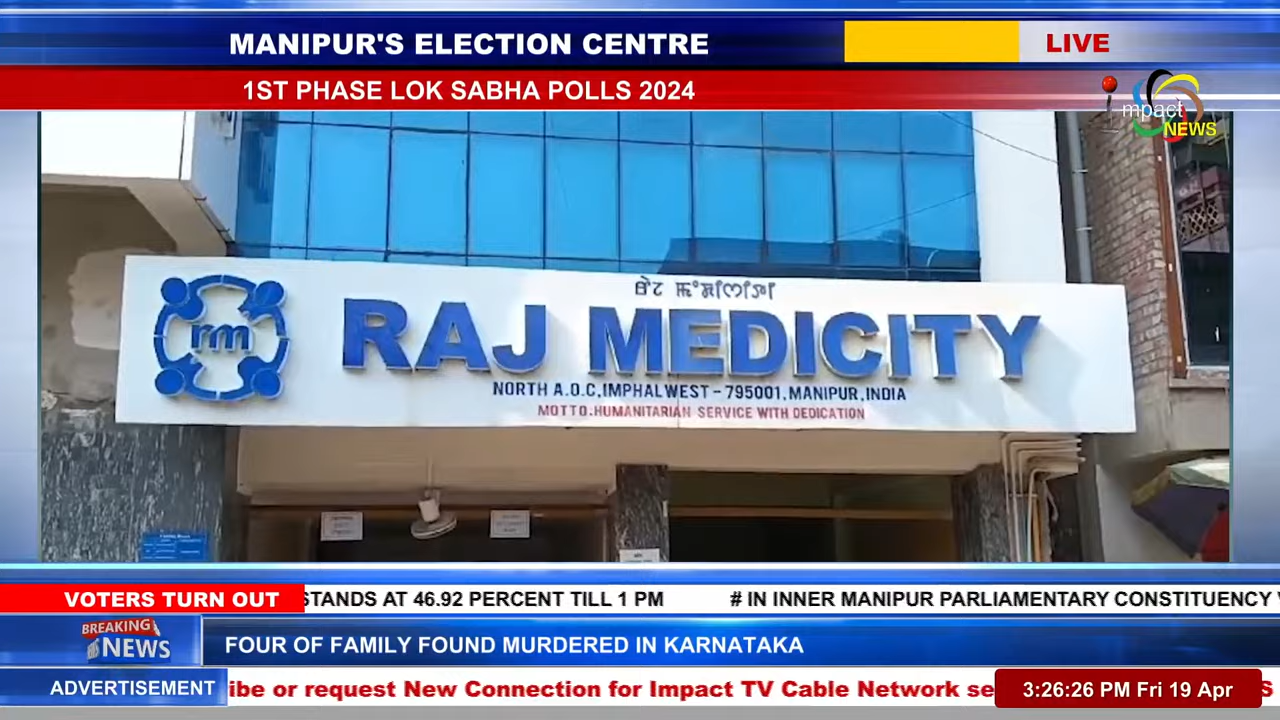 MANIPUR'S ELECTION CENTRE
LIVE
1ST PHASE LOK SABHA POLLS 2024
mpact
NEWS
rm
RAJ MEDICITY
NORTH A.O.C, IMPHAL WEST - 795001, MANIPUR, INDIA
MOTTO. HUMANITARIAN SERVICE WITH DEDICATION
VOTERS TURN OUT
STANDS AT 46.92 PERCENT TILL 1 PM # IN INNER MANIPUR PARLIAMENTARY CONSTITUENCY
BREAKING
NEWS
FOUR OF FAMILY FOUND MURDERED IN KARNATAKA
ADVERTISEMENT
ibe or request New Connection for Impact TV Cable Network se
3:26:26 PM Fri 19 Apr